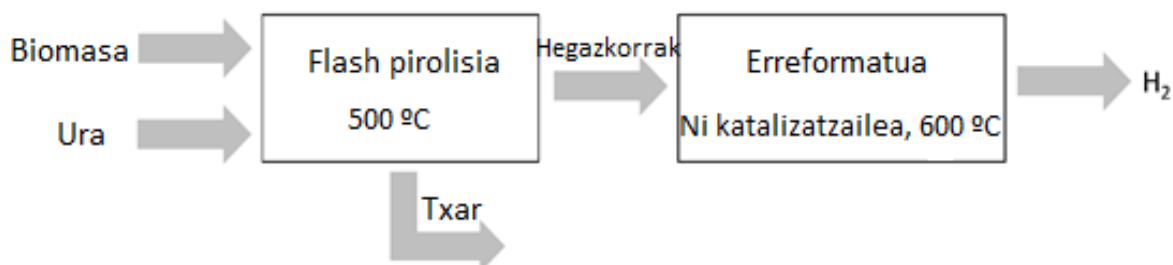 Biomasa
Ura
Flash pirolisia
500 ºC
Txar
Hegazkorrak
Erreformatua
Ni katalizatzailea, 600 ºC
H₂